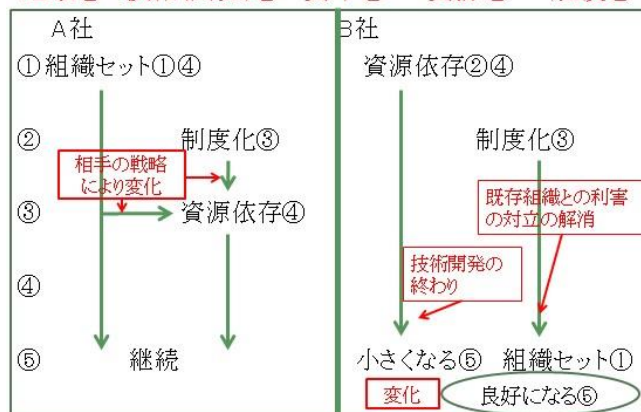 A社
①組織セット①④
②
制度化③
相手の戦略
により変化
③
資源依存④
④
⑤
継続
B社
資源依存②④
制度化③
既存組織との利害
の対立の解消
技術開発の
終わり
小さくなる⑤
組織セット①
変化
良好になる⑤